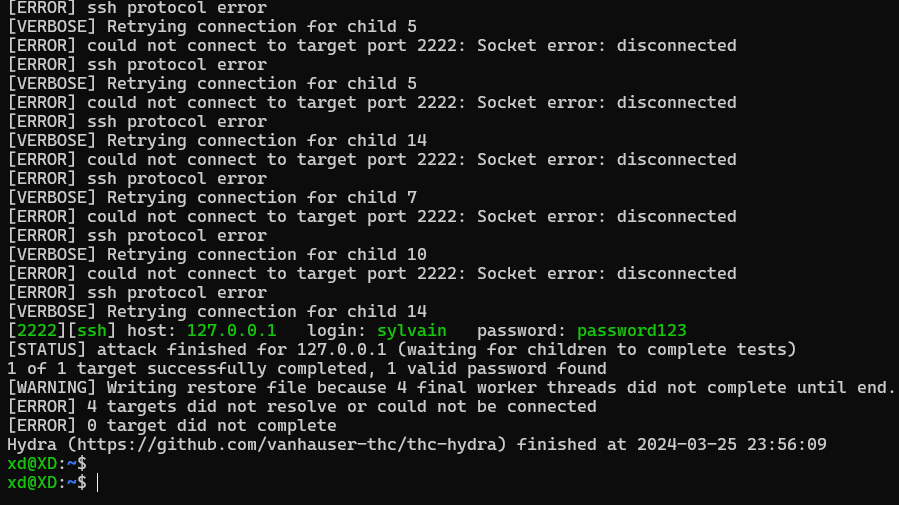 [ERROR] ssh protocol error
[VERBOSE] Retrying connection for child 5
[ERROR] could not connect to target port 2222: Socket error: disconnected
[ERROR] ssh protocol error
[VERBOSE] Retrying connection for child 5
[ERROR] could not connect to target port 2222: Socket error: disconnected
[ERROR] ssh protocol error
[VERBOSE] Retrying connection for child 14
[ERROR] could not connect to target port 2222: Socket error: disconnected
[ERROR] ssh protocol error
[VERBOSE] Retrying connection for child 7
[ERROR] could not connect to target port 2222: Socket error: disconnected
[ERROR] ssh protocol error
[VERBOSE] Retrying connection for child 10
[ERROR] could not connect to target port 2222: Socket error: disconnected
[ERROR] ssh protocol error
[VERBOSE] Retrying connection for child 14
[2222][ssh] host: 127.0.0.1   login: sylvain   password: password123
[STATUS] attack finished for 127.0.0.1 (waiting for children to complete tests)
1 of 1 target successfully completed, 1 valid password found
[WARNING] Writing restore file because 4 final worker threads did not complete until end.
[ERROR] 4 targets did not resolve or could not be connected
[ERROR] 0 target did not complete
Hydra (https://github.com/vanhauser-thc/thc-hydra) finished at 2024-03-25 23:56:09
xd@XD:~$
xd@XD:~$